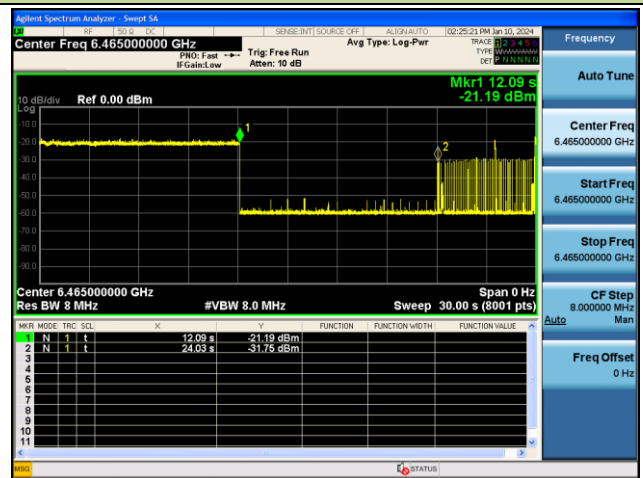 Agilent Spectrum Analyzer - Swept SA
RF 50 Ω DC SENSE:INT SOURCE OFF ALIGN AUTO 02:25:21 PM Jan 10, 2024
Center Freq 6.465000000 GHz
PNO: Fast
IFGain:Low
Trig: Free Run
Atten: 10 dB
Avg Type: Log-Pwr
TRACE 1 2 3 4 5 6
TYPE
DET P N N N N N
Mkr1 12.09 s
-21.19 dBm
10 dB/div Ref 0.00 dBm
Log
-10.0
-20.0
-30.0
-40.0
-50.0
-60.0
-70.0
-80.0
-90.0
1
2
Center 6.465000000 GHz Span 0 Hz
Res BW 8 MHz #VBW 8.0 MHz Sweep 30.00 s (8001 pts)
MKR MODE TRC SCL X Y FUNCTION FUNCTION WIDTH FUNCTION VALUE
1 N 1 t 12.09 s -21.19 dBm
2 N 1 t 24.03 s -31.75 dBm
3
4
5
6
7
8
9
10
11
MSG STATUS
Frequency
Auto Tune
Center Freq
6.465000000 GHz
Start Freq
6.465000000 GHz
Stop Freq
6.465000000 GHz
CF Step
8.000000 MHz
Auto Man
Freq Offset
0 Hz